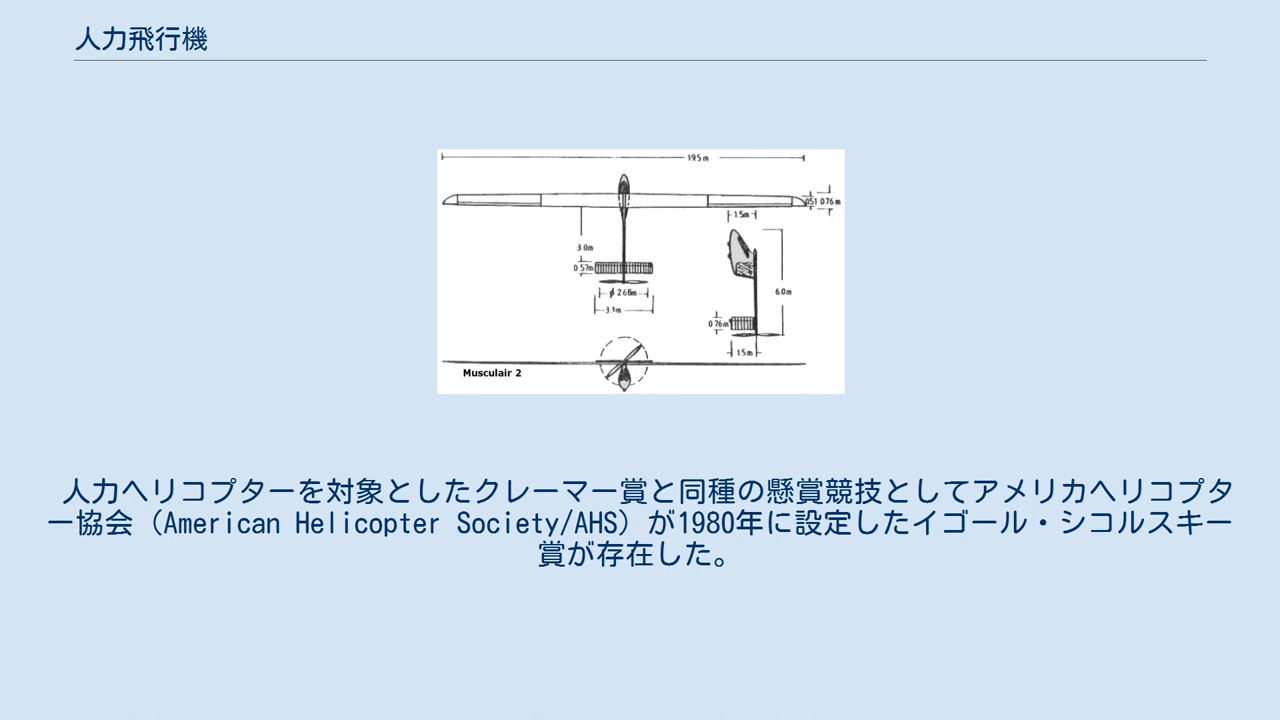 人力飛行機
19.5 m
0.51 0.76 m
1.5m
3.0m
0.57m
6.0m
ϕ 2.68m
3.1m
0.76m
1.5m
Musculair 2
人力ヘリコプターを対象としたクレーマー賞と同種の懸賞競技としてアメリカヘリコプタ
ー協会（American Helicopter Society/AHS）が1980年に設定したイゴール・シコルスキー
賞が存在した。